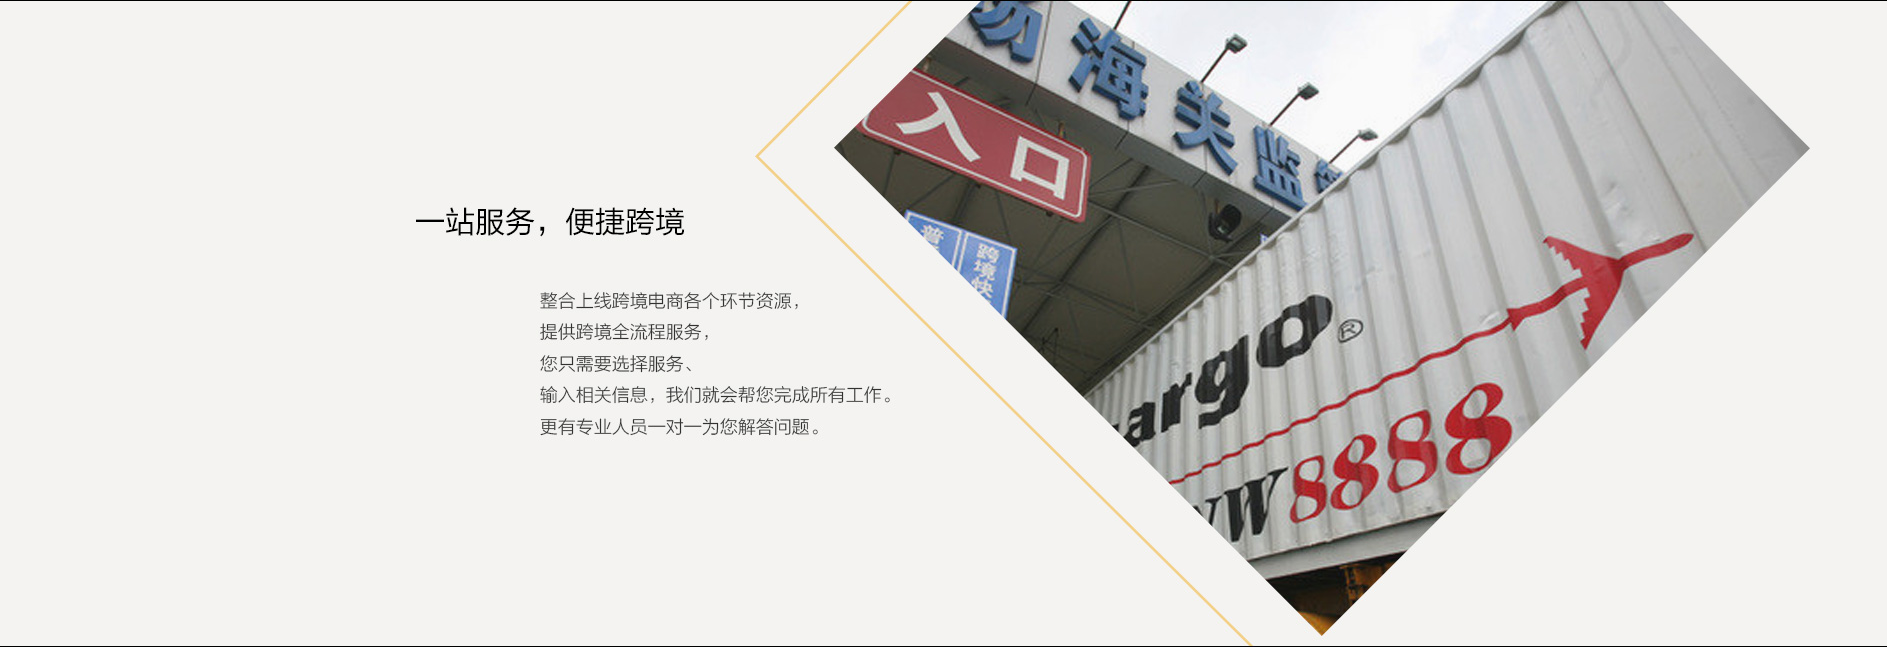 一站服务，便捷跨境
整合上线跨境电商各个环节资源，
提供跨境全流程服务，
您只需要选择服务、
输入相关信息，我们就会帮您完成所有工作。
更有专业人员一对一为您解答问题。
海关监
入口
普
跨境快
argo®
W8888